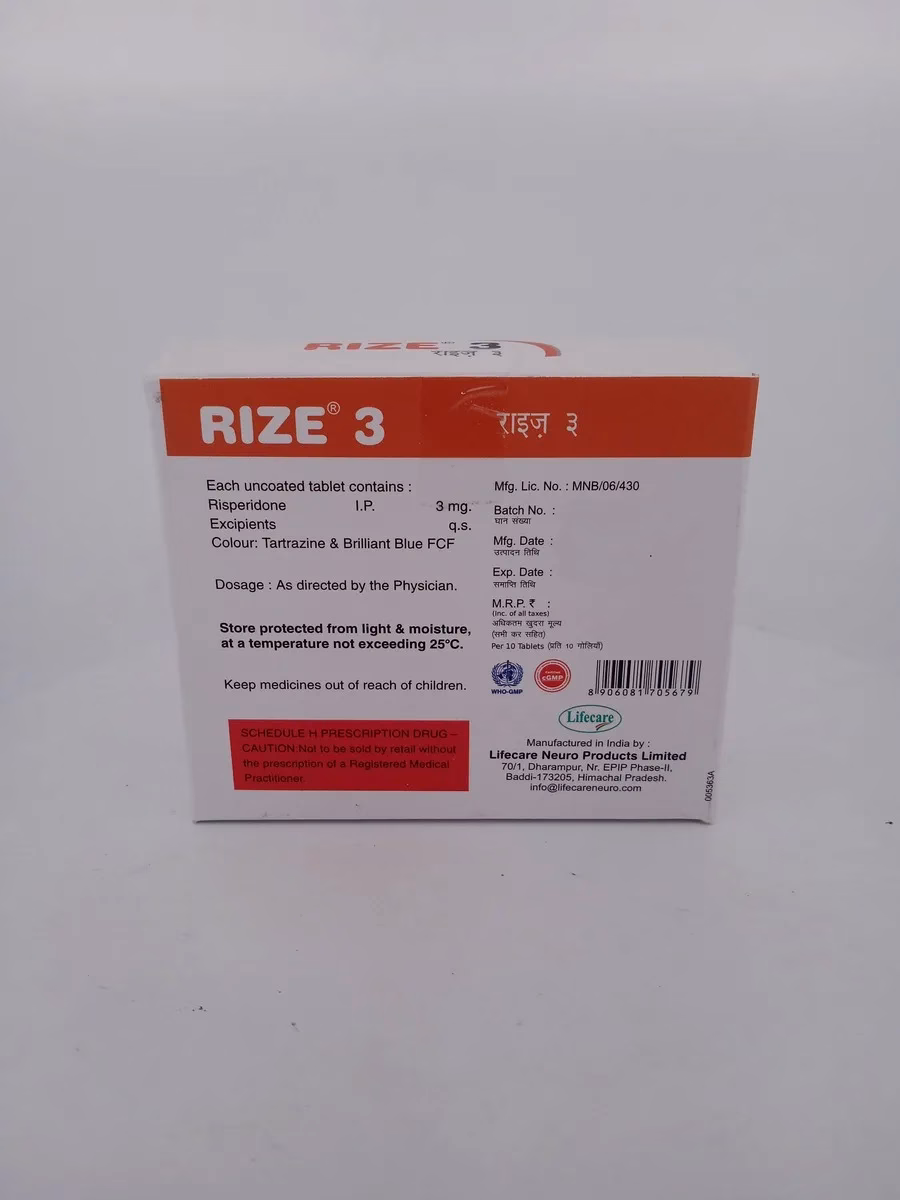 RIZE® 3
राइज़ ३
RIZE® 3
राइज़ ३
Each uncoated tablet contains :
Risperidone I.P. 3 mg.
Excipients q.s.
Colour: Tartrazine & Brilliant Blue FCF
Dosage : As directed by the Physician.
Store protected from light & moisture,
at a temperature not exceeding 25°C.
Keep medicines out of reach of children.
SCHEDULE H PRESCRIPTION DRUG –
CAUTION:Not to be sold by retail without
the prescription of a Registered Medical
Practitioner.
Mfg. Lic. No. : MNB/06/430
Batch No. :
घान संख्या
Mfg. Date :
उत्पादन तिथि
Exp. Date :
समाप्ति तिथि
M.R.P. ₹ :
(Inc. of all taxes)
अधिकतम खुदरा मूल्य
(सभी कर सहित)
Per 10 Tablets (प्रति 10 गोलियाँ)
WHO-GMP
cGMP
8 906081 705679
Lifecare
Manufactured in India by :
Lifecare Neuro Products Limited
70/1, Dharampur, Nr. EPIP Phase-II,
Baddi-173205, Himachal Pradesh.
info@lifecareneuro.com
005363A